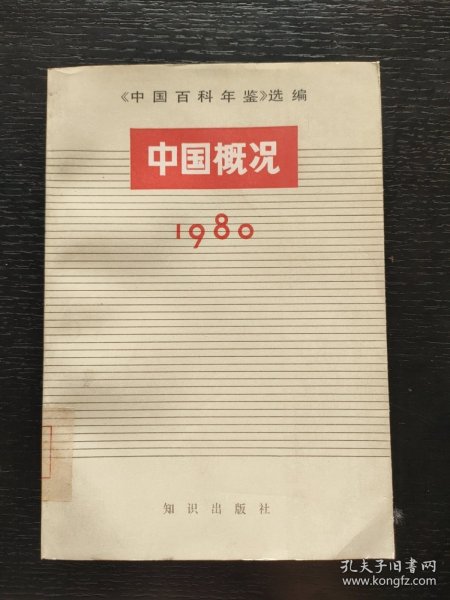 《中国百科年鉴》选编
中国概况
1980
知识出版社
孔夫子旧书网
www.kongfz.com